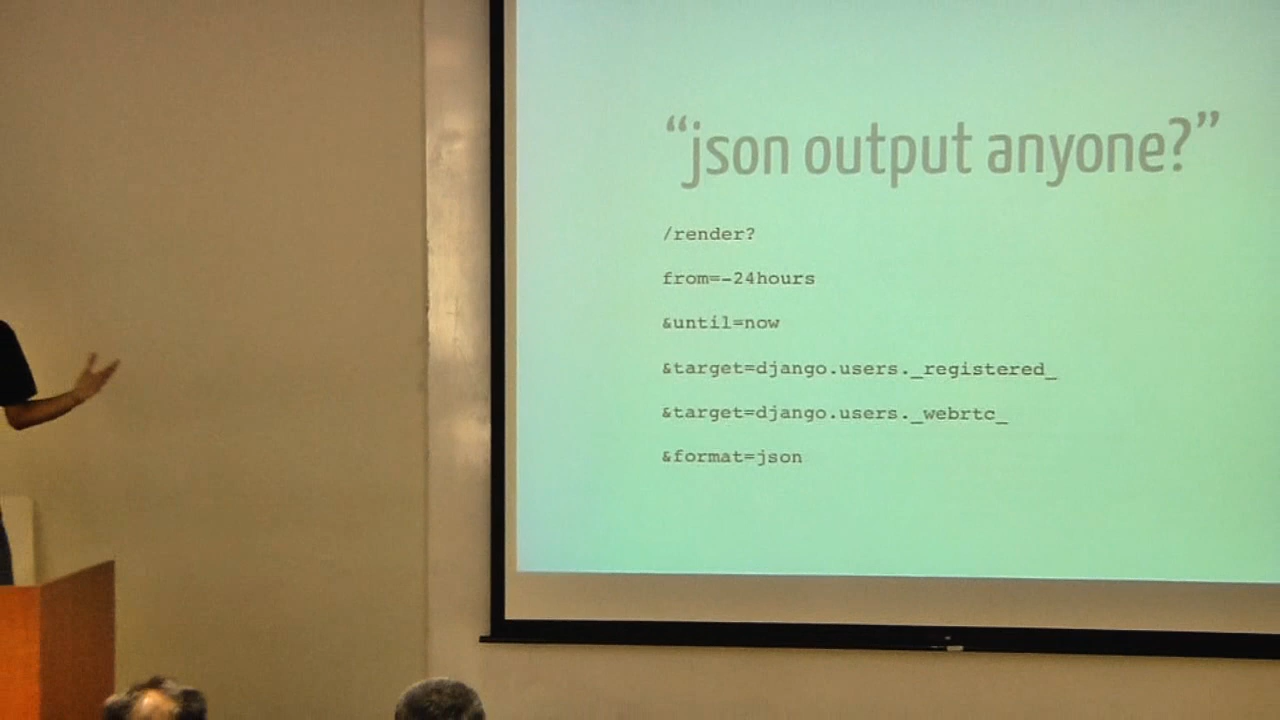 “json output anyone?”
/render?
from=-24hours
&until=now
&target=django.users._registered_
&target=django.users._webrtc_
&format=json